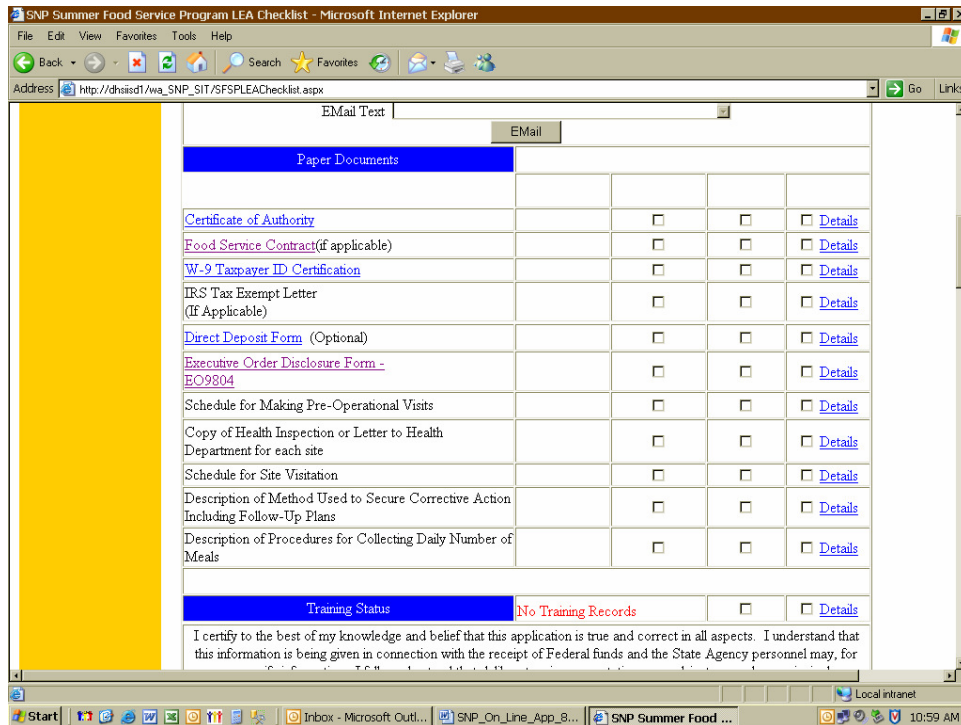 SNP Summer Food Service Program LEA Checklist - Microsoft Internet Explorer
File Edit View Favorites Tools Help
Back Search Favorites
Address http://dhsiisd1/wa_SNP_SIT/SFSPLEAChecklist.aspx Go Links
EMail Text
EMail
Paper Documents
Certificate of Authority Details
Food Service Contract(if applicable) Details
W-9 Taxpayer ID Certification Details
IRS Tax Exempt Letter
(If Applicable) Details
Direct Deposit Form (Optional) Details
Executive Order Disclosure Form -
EO9804 Details
Schedule for Making Pre-Operational Visits Details
Copy of Health Inspection or Letter to Health
Department for each site Details
Schedule for Site Visitation Details
Description of Method Used to Secure Corrective Action
Including Follow-Up Plans Details
Description of Procedures for Collecting Daily Number of
Meals Details
Training Status No Training Records Details
I certify to the best of my knowledge and belief that this application is true and correct in all aspects. I understand that
this information is being given in connection with the receipt of Federal funds and the State Agency personnel may, for
Local intranet
Start Inbox - Microsoft Outl... SNP_On_Line_App_8... SNP Summer Food ... 10:59 AM